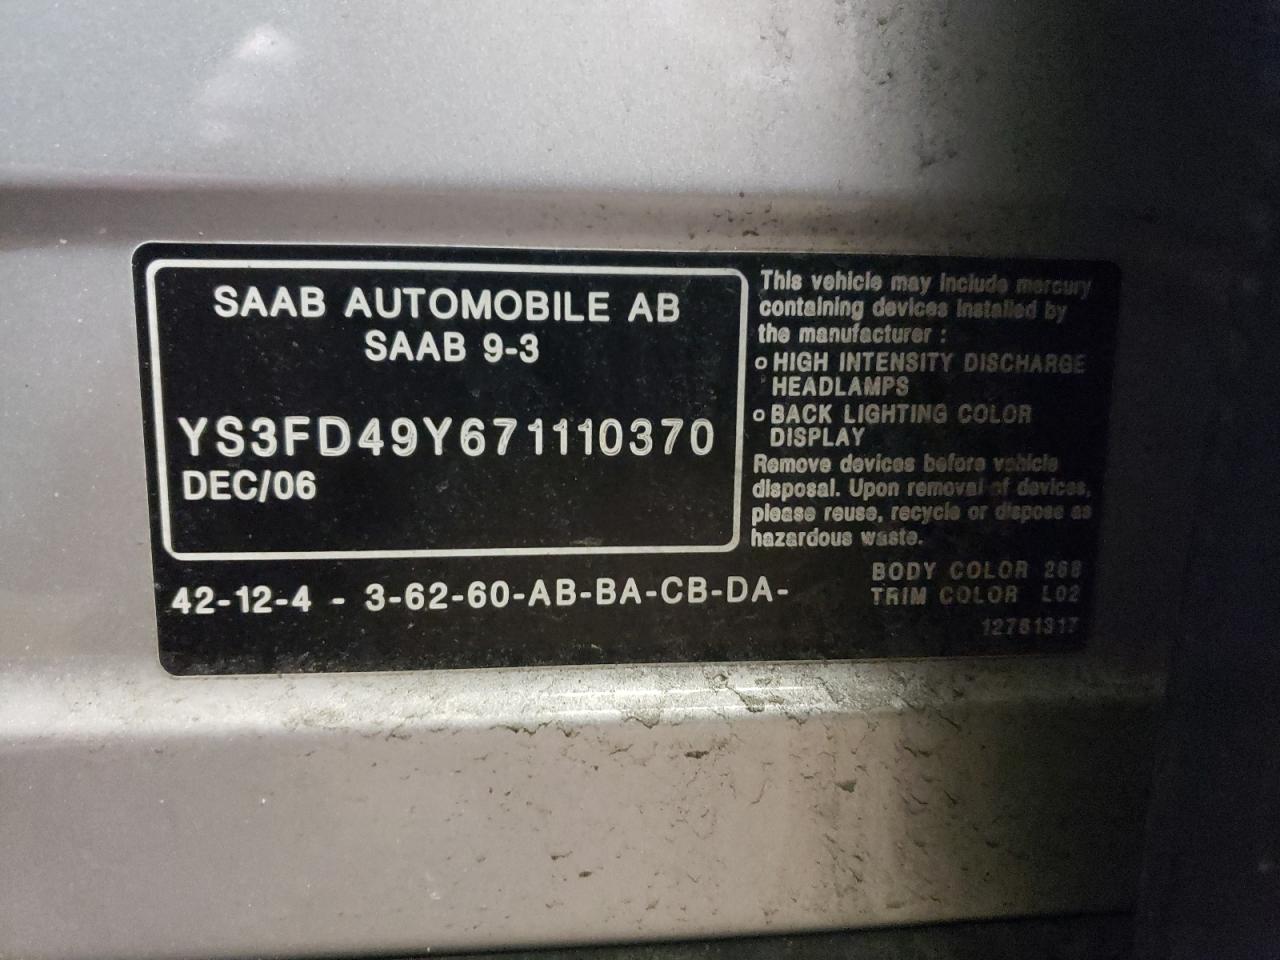 SAAB AUTOMOBILE AB
SAAB 9-3
YS3FD49Y671110370
DEC/06
42-12-4 - 3-62-60-AB-BA-CB-DA-
This vehicle may include mercury
containing devices installed by
the manufacturer :
o HIGH INTENSITY DISCHARGE
HEADLAMPS
o BACK LIGHTING COLOR
DISPLAY
Remove devices before vehicle
disposal. Upon removal of devices,
please reuse, recycle or dispose as
hazardous waste.
BODY COLOR 268
TRIM COLOR L02
12781317